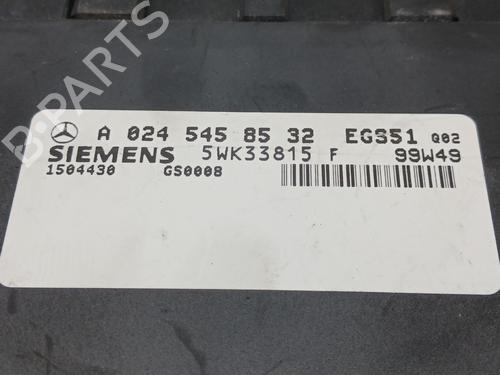 A 024 545 85 32 EGS51 Q02
SIEMENS 5WK33815 F 99W49
1504430 GS0008
B-PARTS